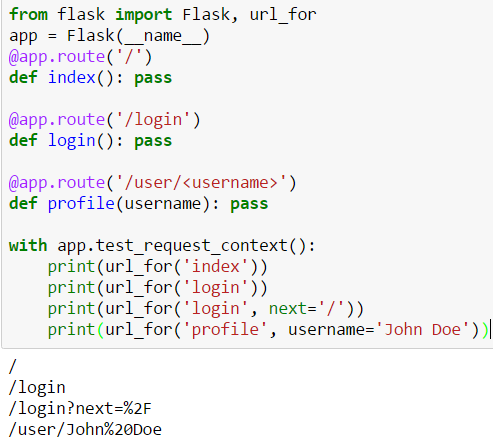 from flask import Flask, url_for
app = Flask(__name__)
@app.route('/')
def index(): pass

@app.route('/login')
def login(): pass

@app.route('/user/<username>')
def profile(username): pass

with app.test_request_context():
    print(url_for('index'))
    print(url_for('login'))
    print(url_for('login', next='/'))
    print(url_for('profile', username='John Doe'))

/
/login
/login?next=%2F
/user/John%20Doe